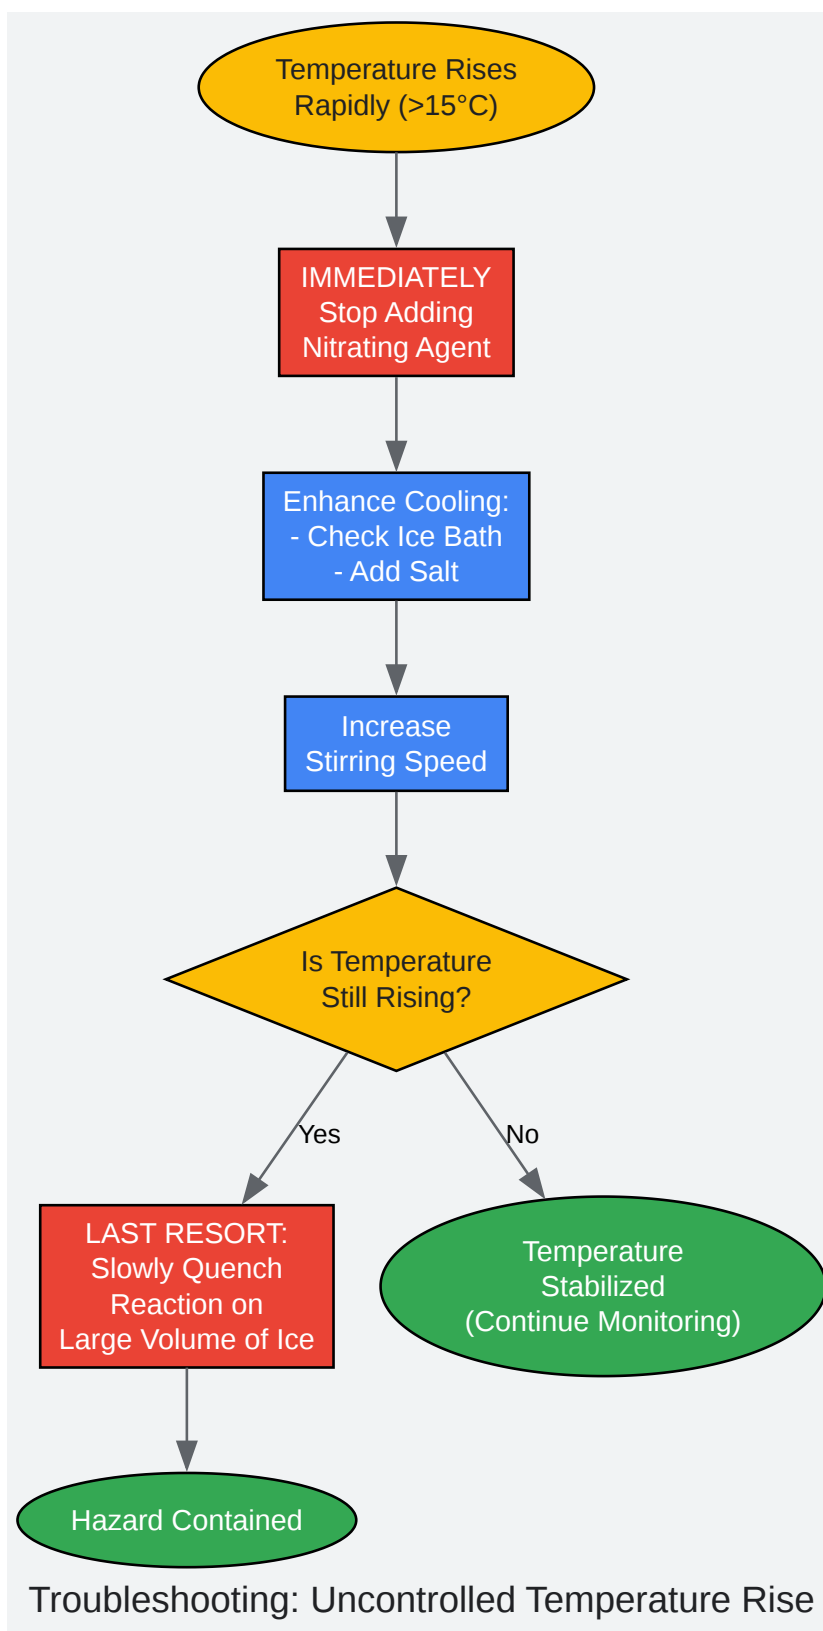 Temperature Rises
Rapidly (>15°C)
IMMEDIATELY
Stop Adding
Nitrating Agent
Enhance Cooling:
- Check Ice Bath
- Add Salt
Increase
Stirring Speed
Is Temperature
Still Rising?
Yes
No
LAST RESORT:
Slowly Quench
Reaction on
Large Volume of Ice
Temperature
Stabilized
(Continue Monitoring)
Hazard Contained
Troubleshooting: Uncontrolled Temperature Rise